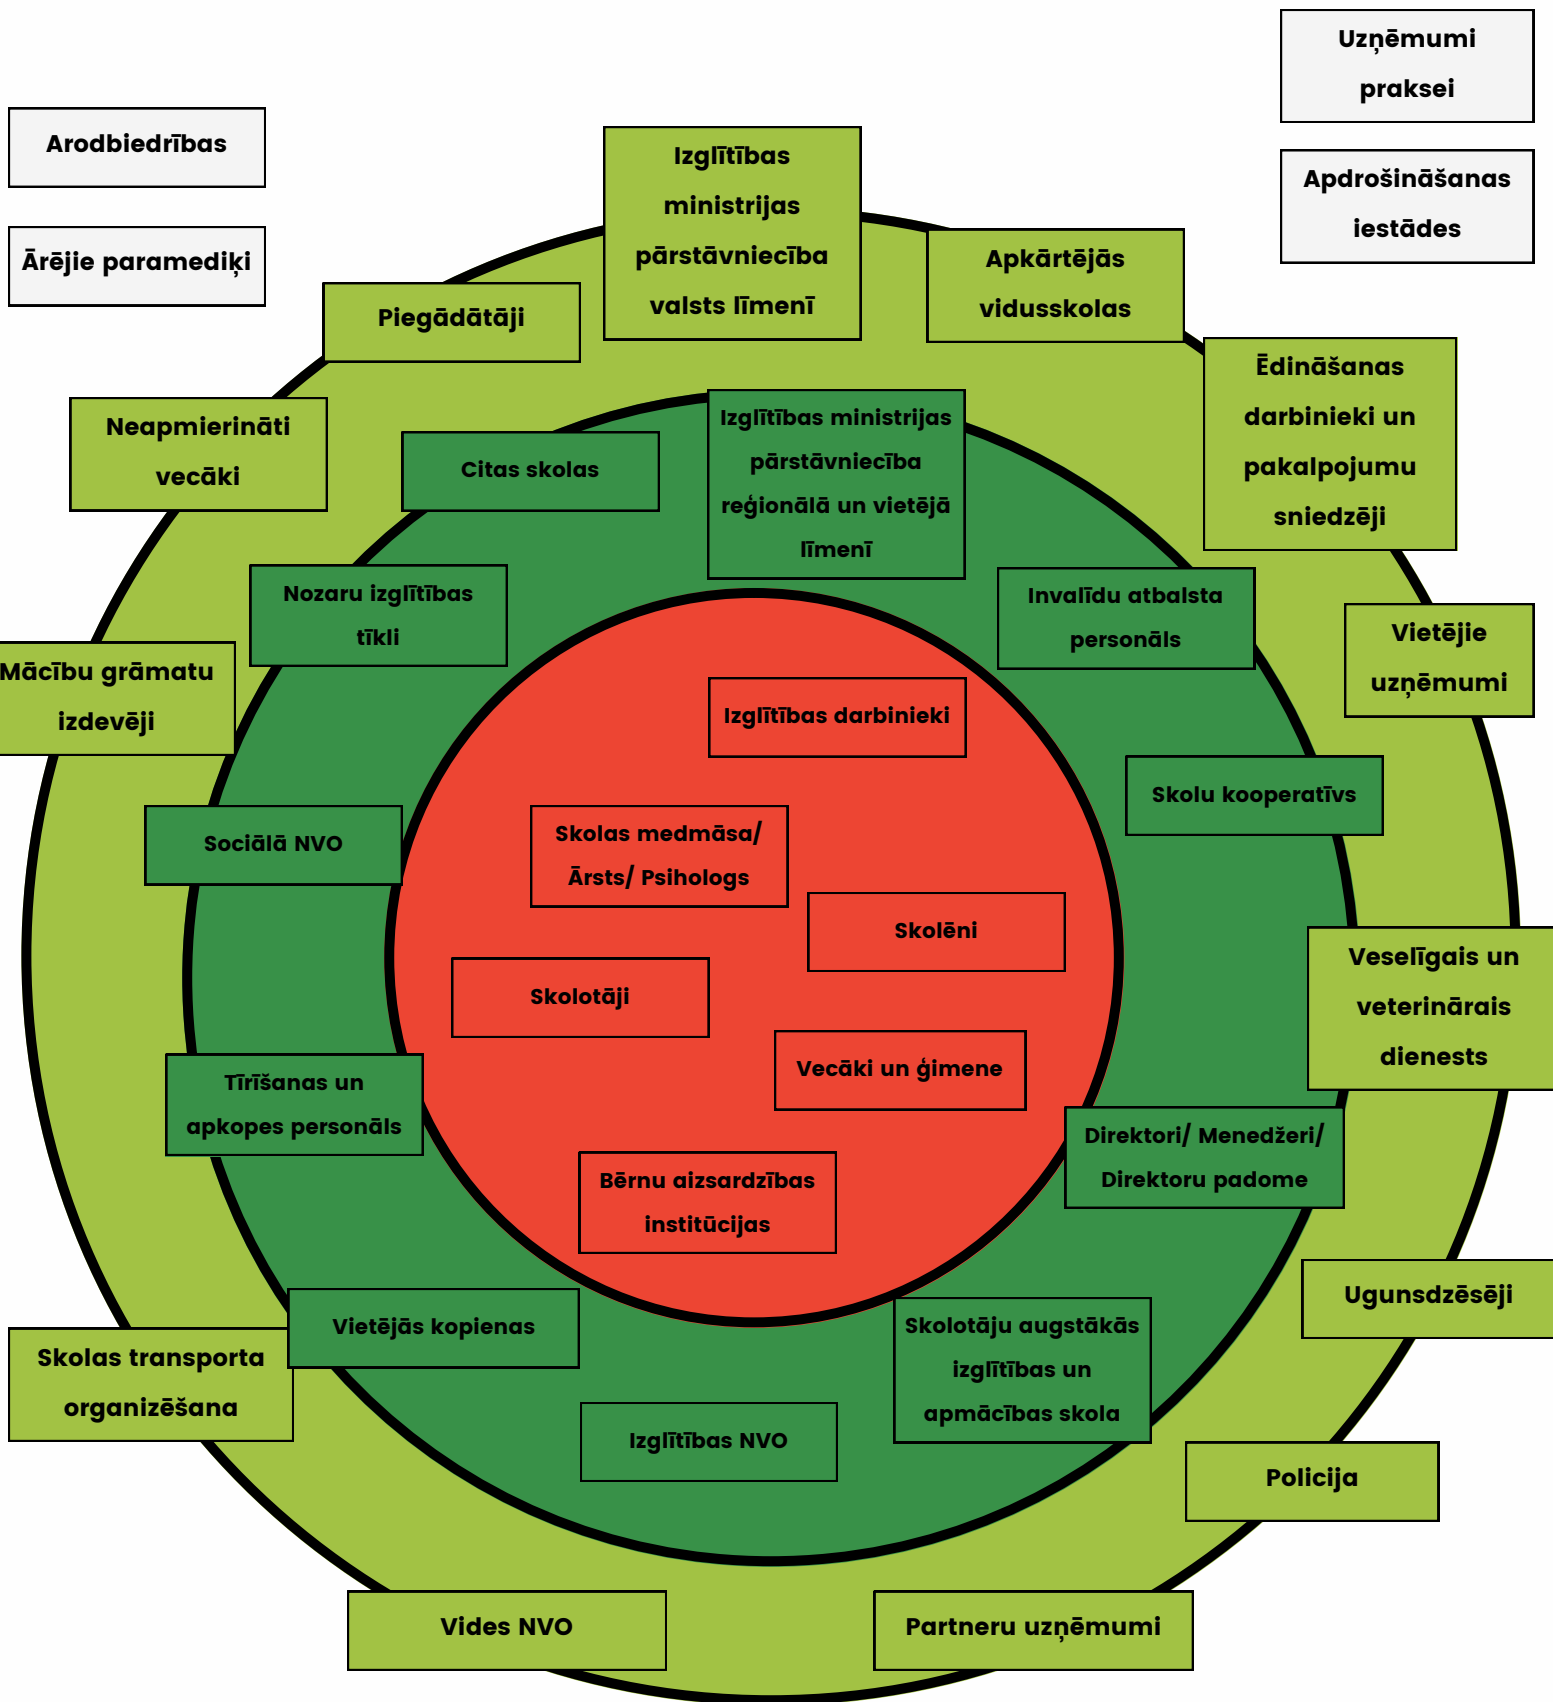 Uzņēmumi
praksei
Arodbiedrības
Apdrošināšanas
iestādes
Ārējie paramediķi
Izglītības
ministrijas
pārstāvniecība
valsts līmenī
Apkārtējās
vidusskolas
Piegādātāji
Ēdināšanas
darbinieki un
pakalpojumu
sniedzēji
Neapmierināti
vecāki
Citas skolas
Izglītības ministrijas
pārstāvniecība
reģionālā un vietējā
līmenī
Nozaru izglītības
tīkli
Invalīdu atbalsta
personāls
Vietējie
uzņēmumi
Mācību grāmatu
izdevēji
Izglītības darbinieki
Skolu kooperatīvs
Sociālā NVO
Skolas medmāsa/
Ārsts/ Psihologs
Skolēni
Veselīgais un
veterinārais
dienests
Skolotāji
Vecāki un ģimene
Tīrīšanas un
apkopes personāls
Direktori/ Menedžeri/
Direktoru padome
Bērnu aizsardzības
institūcijas
Ugunsdzēsēji
Vietējās kopienas
Skolotāju augstākās
izglītības un
apmācības skola
Skolas transporta
organizēšana
Izglītības NVO
Policija
Vides NVO
Partneru uzņēmumi